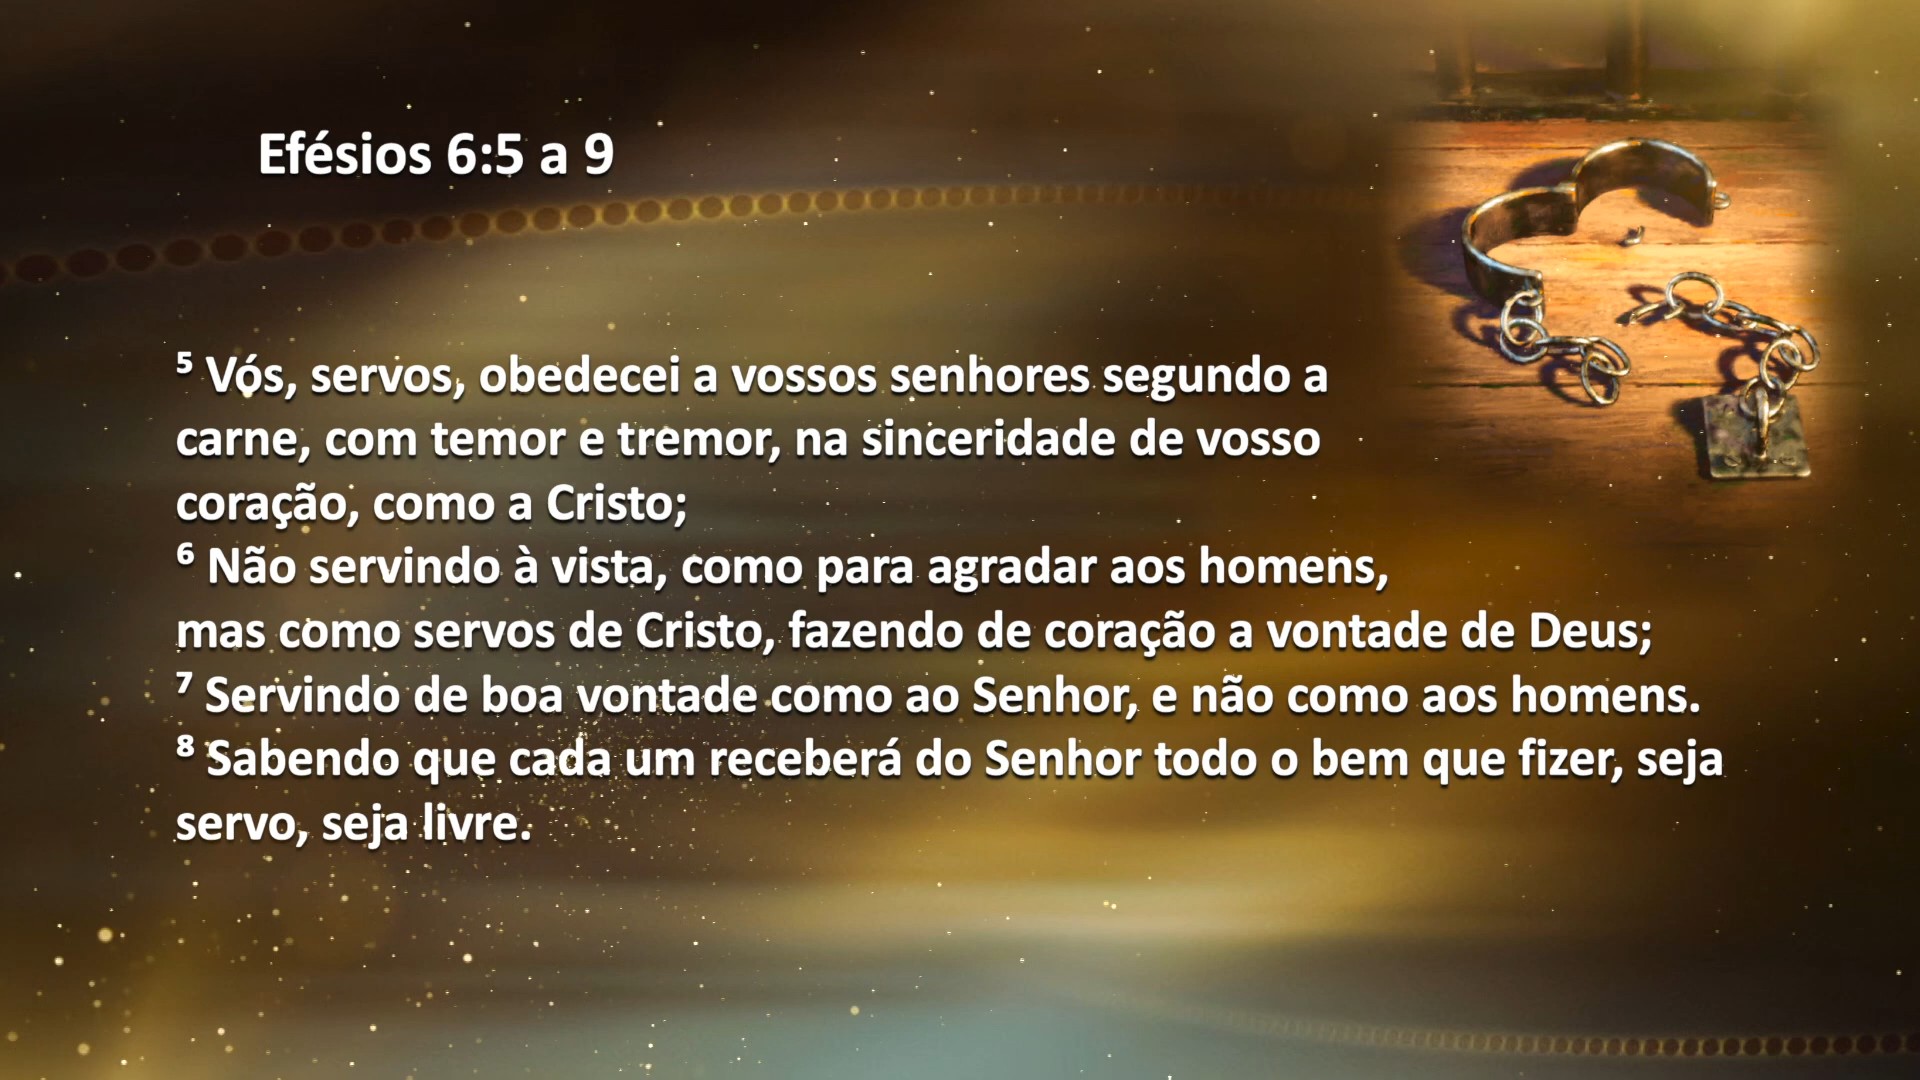 Efésios 6:5 a 9
⁵ Vós, servos, obedecei a vossos senhores segundo a
carne, com temor e tremor, na sinceridade de vosso
coração, como a Cristo;
⁶ Não servindo à vista, como para agradar aos homens,
mas como servos de Cristo, fazendo de coração a vontade de Deus;
⁷ Servindo de boa vontade como ao Senhor, e não como aos homens.
⁸ Sabendo que cada um receberá do Senhor todo o bem que fizer, seja
servo, seja livre.